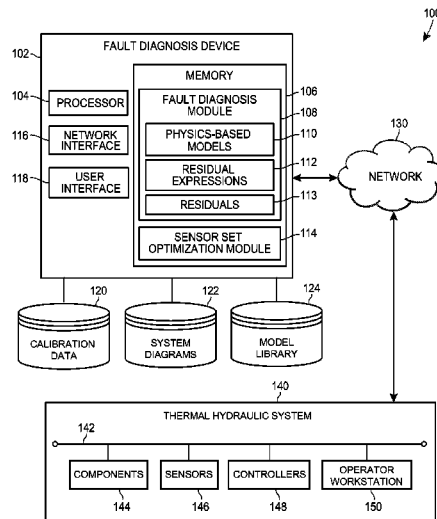 100
102
FAULT DIAGNOSIS DEVICE
MEMORY
104
PROCESSOR
FAULT DIAGNOSIS
MODULE
106
108
116
NETWORK
INTERFACE
PHYSICS-BASED
MODELS
110
118
USER
INTERFACE
RESIDUAL
EXPRESSIONS
112
RESIDUALS
113
SENSOR SET
OPTIMIZATION MODULE
114
130
NETWORK
120
CALIBRATION
DATA
122
SYSTEM
DIAGRAMS
124
MODEL
LIBRARY
140
THERMAL HYDRAULIC SYSTEM
142
COMPONENTS
SENSORS
CONTROLLERS
OPERATOR
WORKSTATION
144
146
148
150